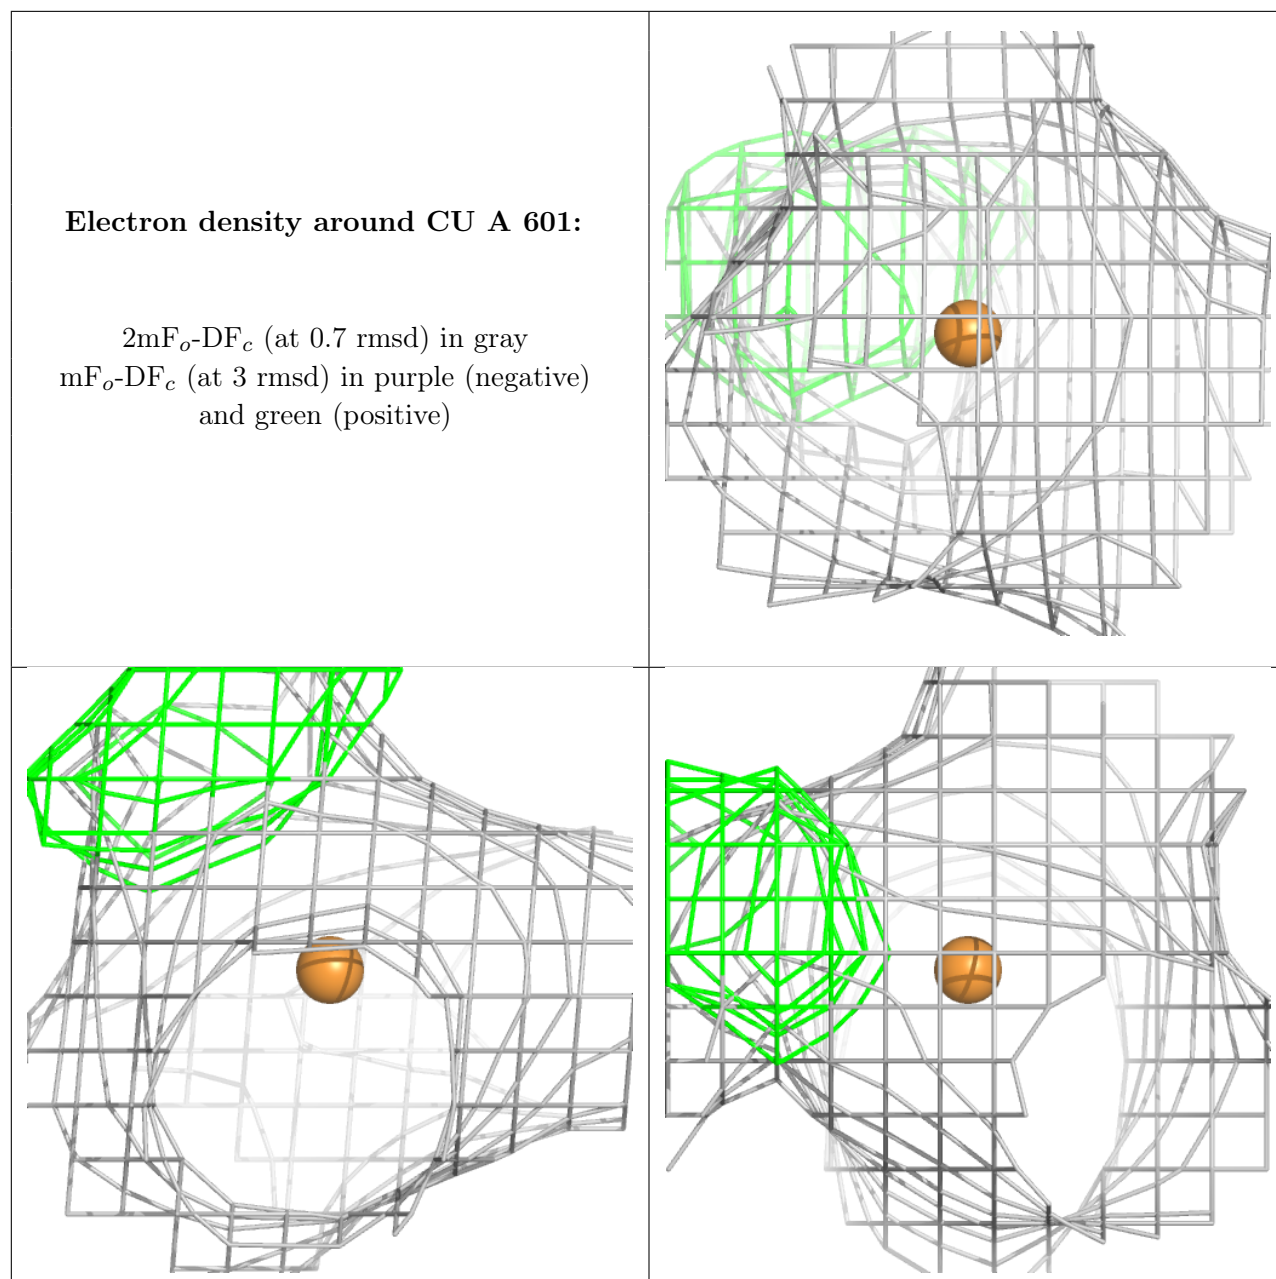 Electron density around CU A 601:
2mFo-DFc (at 0.7 rmsd) in gray
mFo-DFc (at 3 rmsd) in purple (negative)
and green (positive)